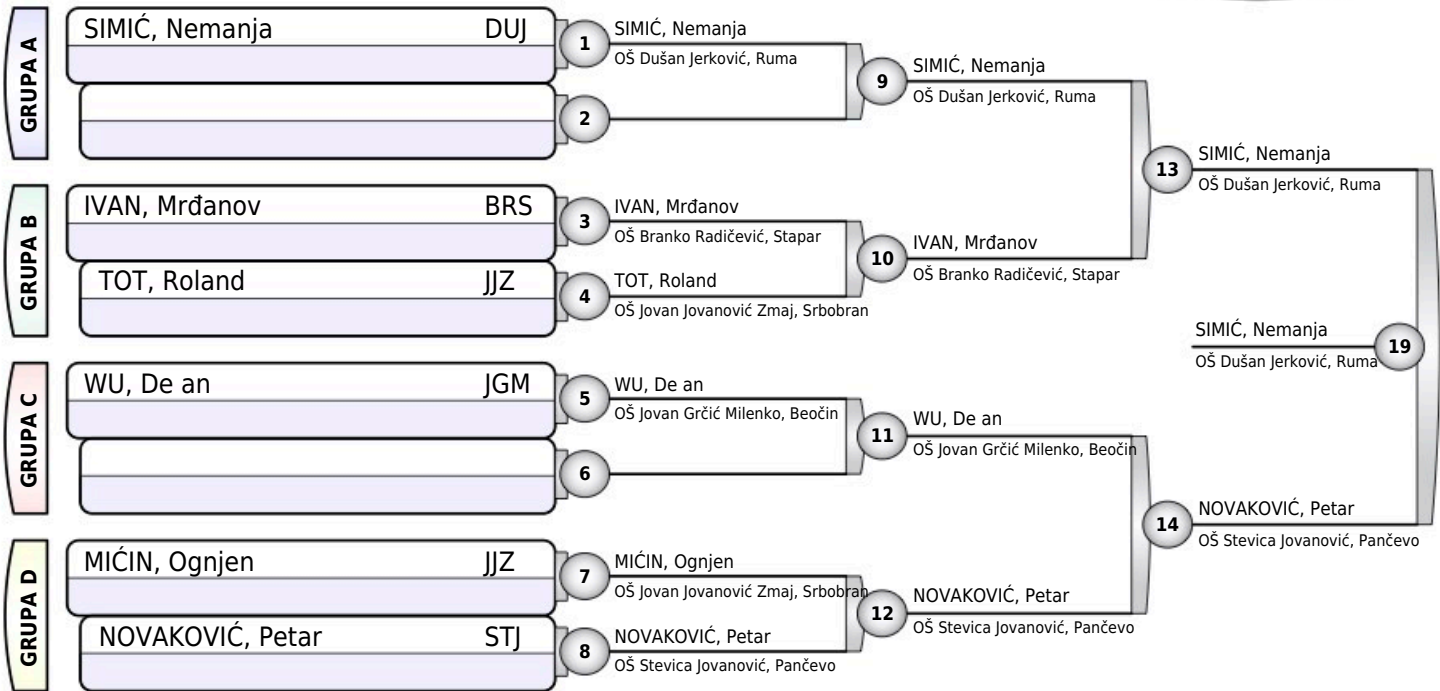 GRUPA A
SIMIĆ, Nemanja DUJ
1
SIMIĆ, Nemanja
OŠ Dušan Jerković, Ruma
2
9
SIMIĆ, Nemanja
OŠ Dušan Jerković, Ruma
GRUPA B
IVAN, Mrđanov BRS
3
IVAN, Mrđanov
OŠ Branko Radičević, Stapar
TOT, Roland JJZ
4
TOT, Roland
OŠ Jovan Jovanović Zmaj, Srbobran
10
IVAN, Mrđanov
OŠ Branko Radičević, Stapar
13
SIMIĆ, Nemanja
OŠ Dušan Jerković, Ruma
GRUPA C
WU, De an JGM
5
WU, De an
OŠ Jovan Grčić Milenko, Beočin
6
11
WU, De an
OŠ Jovan Grčić Milenko, Beočin
GRUPA D
MIĆIN, Ognjen JJZ
7
MIĆIN, Ognjen
OŠ Jovan Jovanović Zmaj, Srbobran
NOVAKOVIĆ, Petar STJ
8
NOVAKOVIĆ, Petar
OŠ Stevica Jovanović, Pančevo
12
NOVAKOVIĆ, Petar
OŠ Stevica Jovanović, Pančevo
14
NOVAKOVIĆ, Petar
OŠ Stevica Jovanović, Pančevo
SIMIĆ, Nemanja
OŠ Dušan Jerković, Ruma
19